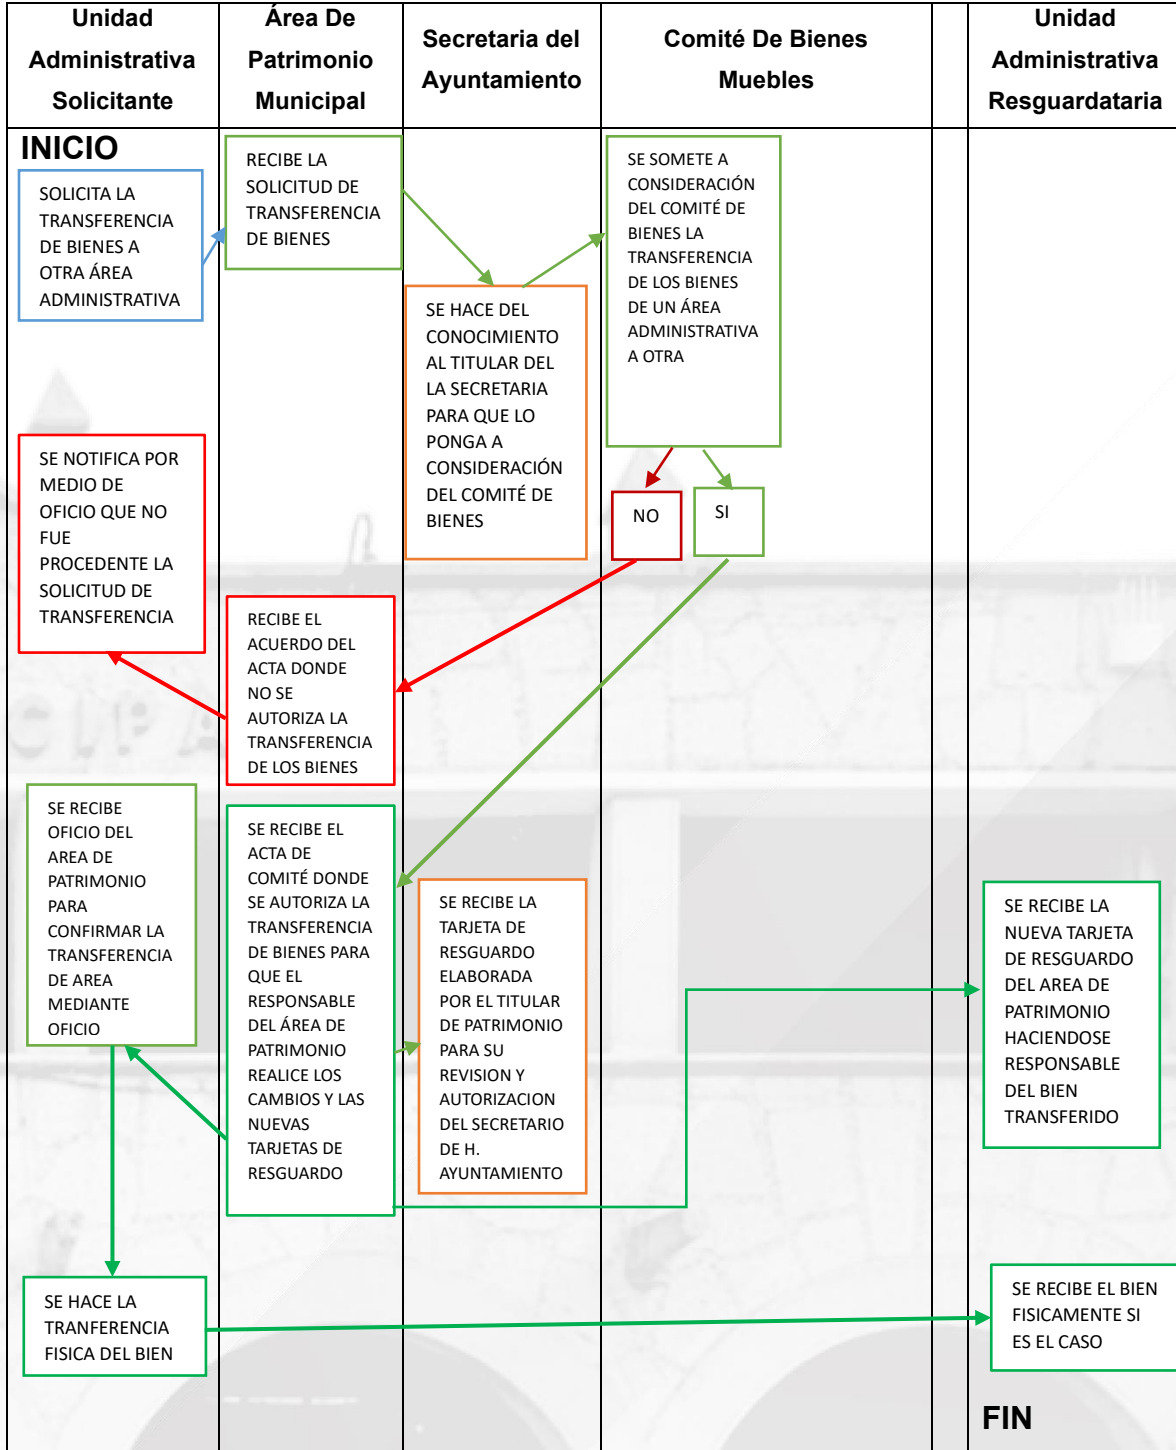 Unidad
Administrativa
Solicitante
Área De
Patrimonio
Municipal
Secretaria del
Ayuntamiento
Comité De Bienes
Muebles
Unidad
Administrativa
Resguardataria
INICIO
SOLICITA LA
TRANSFERENCIA
DE BIENES A
OTRA ÁREA
ADMINISTRATIVA
RECIBE LA
SOLICITUD DE
TRANSFERENCIA
DE BIENES
SE HACE DEL
CONOCIMIENTO
AL TITULAR DEL
LA SECRETARIA
PARA QUE LO
PONGA A
CONSIDERACIÓN
DEL COMITÉ DE
BIENES
SE SOMETE A
CONSIDERACIÓN
DEL COMITÉ DE
BIENES LA
TRANSFERENCIA
DE LOS BIENES
DE UN ÁREA
ADMINISTRATIVA
A OTRA
NO
SI
SE NOTIFICA POR
MEDIO DE
OFICIO QUE NO
FUE
PROCEDENTE LA
SOLICITUD DE
TRANSFERENCIA
RECIBE EL
ACUERDO DEL
ACTA DONDE
NO SE
AUTORIZA LA
TRANSFERENCIA
DE LOS BIENES
SE RECIBE
OFICIO DEL
AREA DE
PATRIMONIO
PARA
CONFIRMAR LA
TRANSFERENCIA
DE AREA
MEDIANTE
OFICIO
SE RECIBE EL
ACTA DE
COMITÉ DONDE
SE AUTORIZA LA
TRANSFERENCIA
DE BIENES PARA
QUE EL
RESPONSABLE
DEL ÁREA DE
PATRIMONIO
REALICE LOS
CAMBIOS Y LAS
NUEVAS
TARJETAS DE
RESGUARDO
SE RECIBE LA
TARJETA DE
RESGUARDO
ELABORADA
POR EL TITULAR
DE PATRIMONIO
PARA SU
REVISION Y
AUTORIZACION
DEL SECRETARIO
DE H.
AYUNTAMIENTO
SE RECIBE LA
NUEVA TARJETA
DE RESGUARDO
DEL AREA DE
PATRIMONIO
HACIENDOSE
RESPONSABLE
DEL BIEN
TRANSFERIDO
SE HACE LA
TRANFERENCIA
FISICA DEL BIEN
SE RECIBE EL BIEN
FISICAMENTE SI
ES EL CASO
FIN